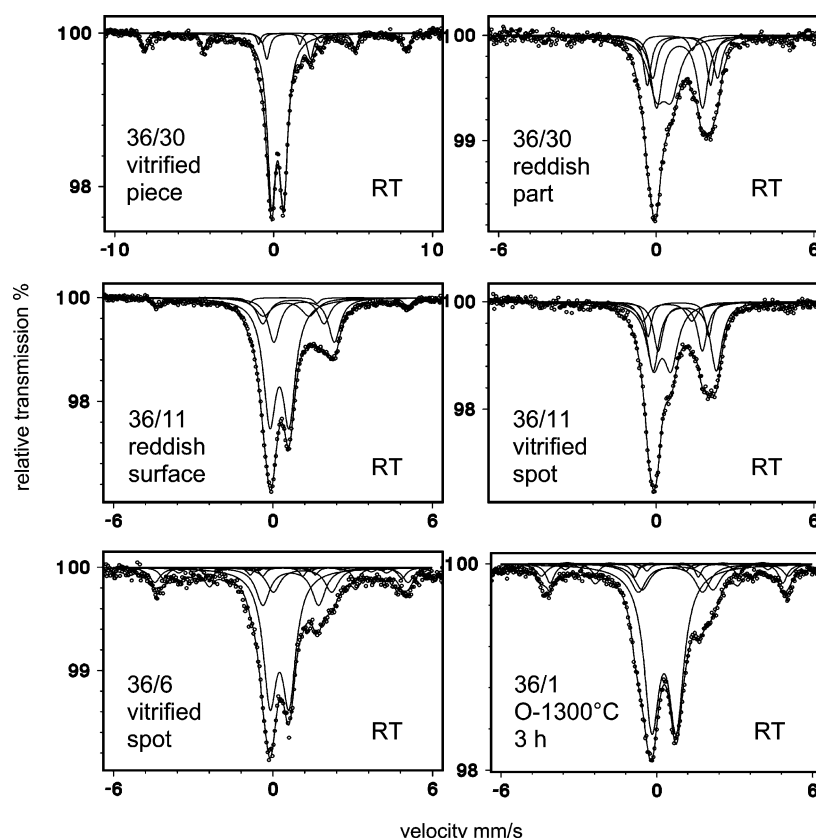 relative transmission %
100
98
36/30
vitrified
piece
RT
-10 0 10
100
99
36/30
reddish
part
RT
-6 0 6
100
98
36/11
reddish
surface
RT
-6 0 6
100
98
36/11
vitrified
spot
RT
-6 0 6
100
99
36/6
vitrified
spot
RT
-6 0 6
100
98
36/1
O-1300°C
3 h
RT
-6 0 6
velocity mm/s